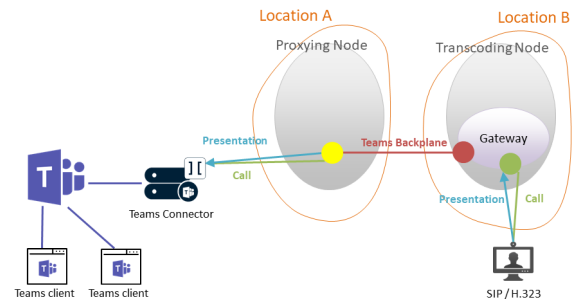 Location A
Location B
Proxying Node
Transcoding Node
Presentation
Teams Backplane
Gateway
T
][
Call
Teams Connector
Presentation
Call
T
T
Teams client
Teams client
SIP / H.323